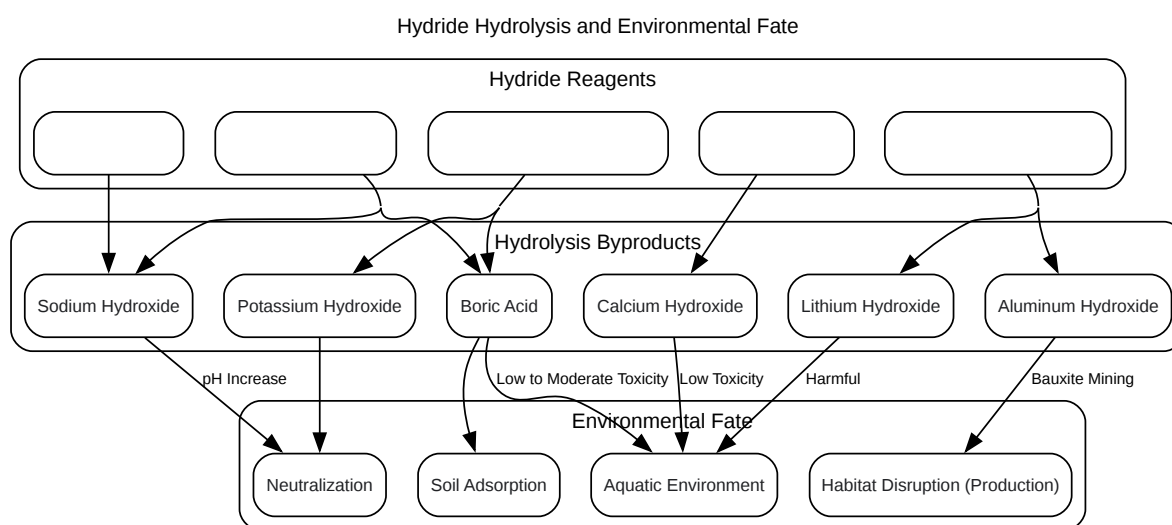 Hydride Hydrolysis and Environmental Fate
Hydride Reagents
Hydrolysis Byproducts
Sodium Hydroxide
Potassium Hydroxide
Boric Acid
Calcium Hydroxide
Lithium Hydroxide
Aluminum Hydroxide
pH Increase
Low to Moderate Toxicity
Low Toxicity
Harmful
Bauxite Mining
Environmental Fate
Neutralization
Soil Adsorption
Aquatic Environment
Habitat Disruption (Production)